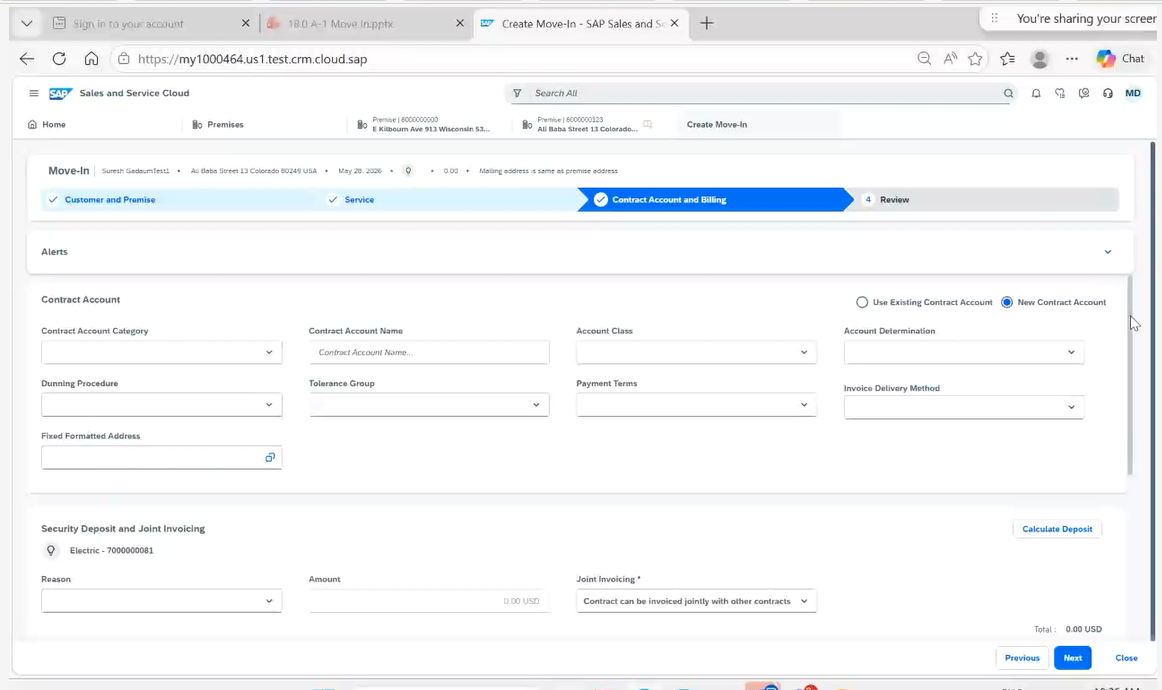 Sign in to your account
18.0 A-1 Move In.pptx
Create Move-In - SAP Sales and Se
You're sharing your screen
https://my1000464.us1.test.crm.cloud.sap
Chat
SAP Sales and Service Cloud
Search All
MD
Home
Premises
Premise | 6000000000
E Kilbourn Ave 913 Wisconsin 53...
Premise | 6000000123
Ali Baba Street 13 Colorado...
Create Move-In
Move-In Suresh GadaumTest1 • Ali Baba Street 13 Colorado 80249 USA • May 28, 2026 • • 0.00 • Mailing address is same as premise address
Customer and Premise
Service
Contract Account and Billing
4 Review
Alerts
Contract Account
Use Existing Contract Account
New Contract Account
Contract Account Category
Contract Account Name
Account Class
Account Determination
Contract Account Name...
Dunning Procedure
Tolerance Group
Payment Terms
Invoice Delivery Method
Fixed Formatted Address
Security Deposit and Joint Invoicing
Calculate Deposit
Electric - 7000000081
Reason
Amount
Joint Invoicing *
0.00 USD
Contract can be invoiced jointly with other contracts
Total : 0.00 USD
Previous
Next
Close